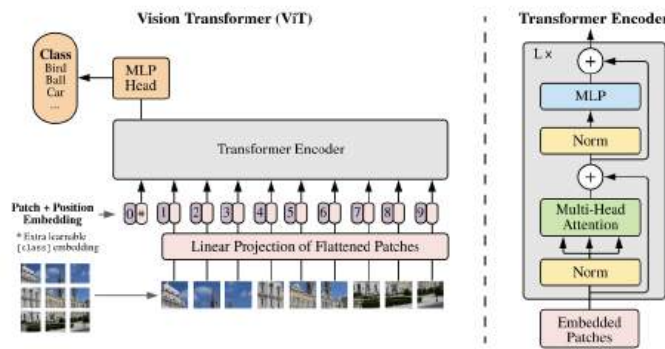 Vision Transformer (ViT)
Class
Bird
Ball
Car
...
MLP
Head
Transformer Encoder
Patch + Position
Embedding
* Extra learnable
[class] embedding
0 * 1 2 3 4 5 6 7 8 9
Linear Projection of Flattened Patches
Transformer Encoder
L ×
+
MLP
Norm
+
Multi-Head
Attention
Norm
Embedded
Patches